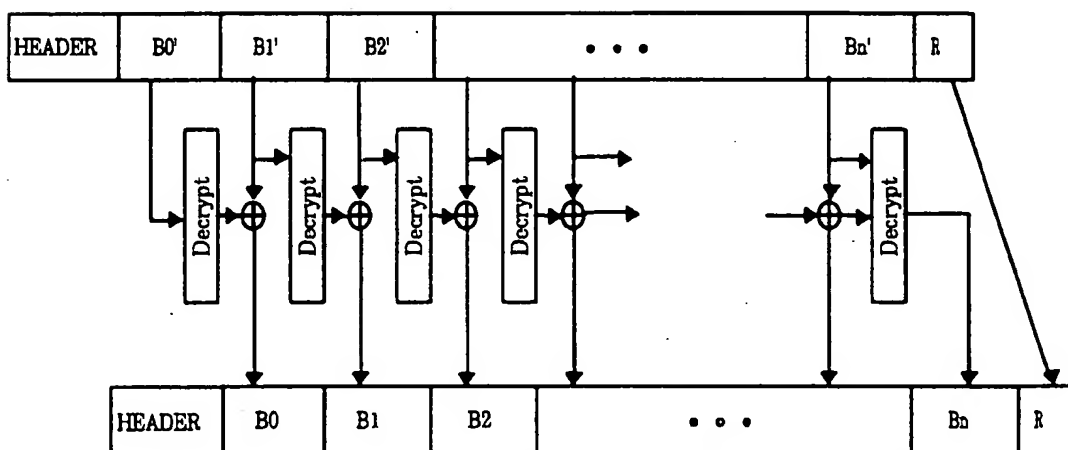 HEADER B0' B1' B2' • • • Bn' R
Decrypt Decrypt Decrypt Decrypt Decrypt
HEADER B0 B1 B2 • • • Bn R